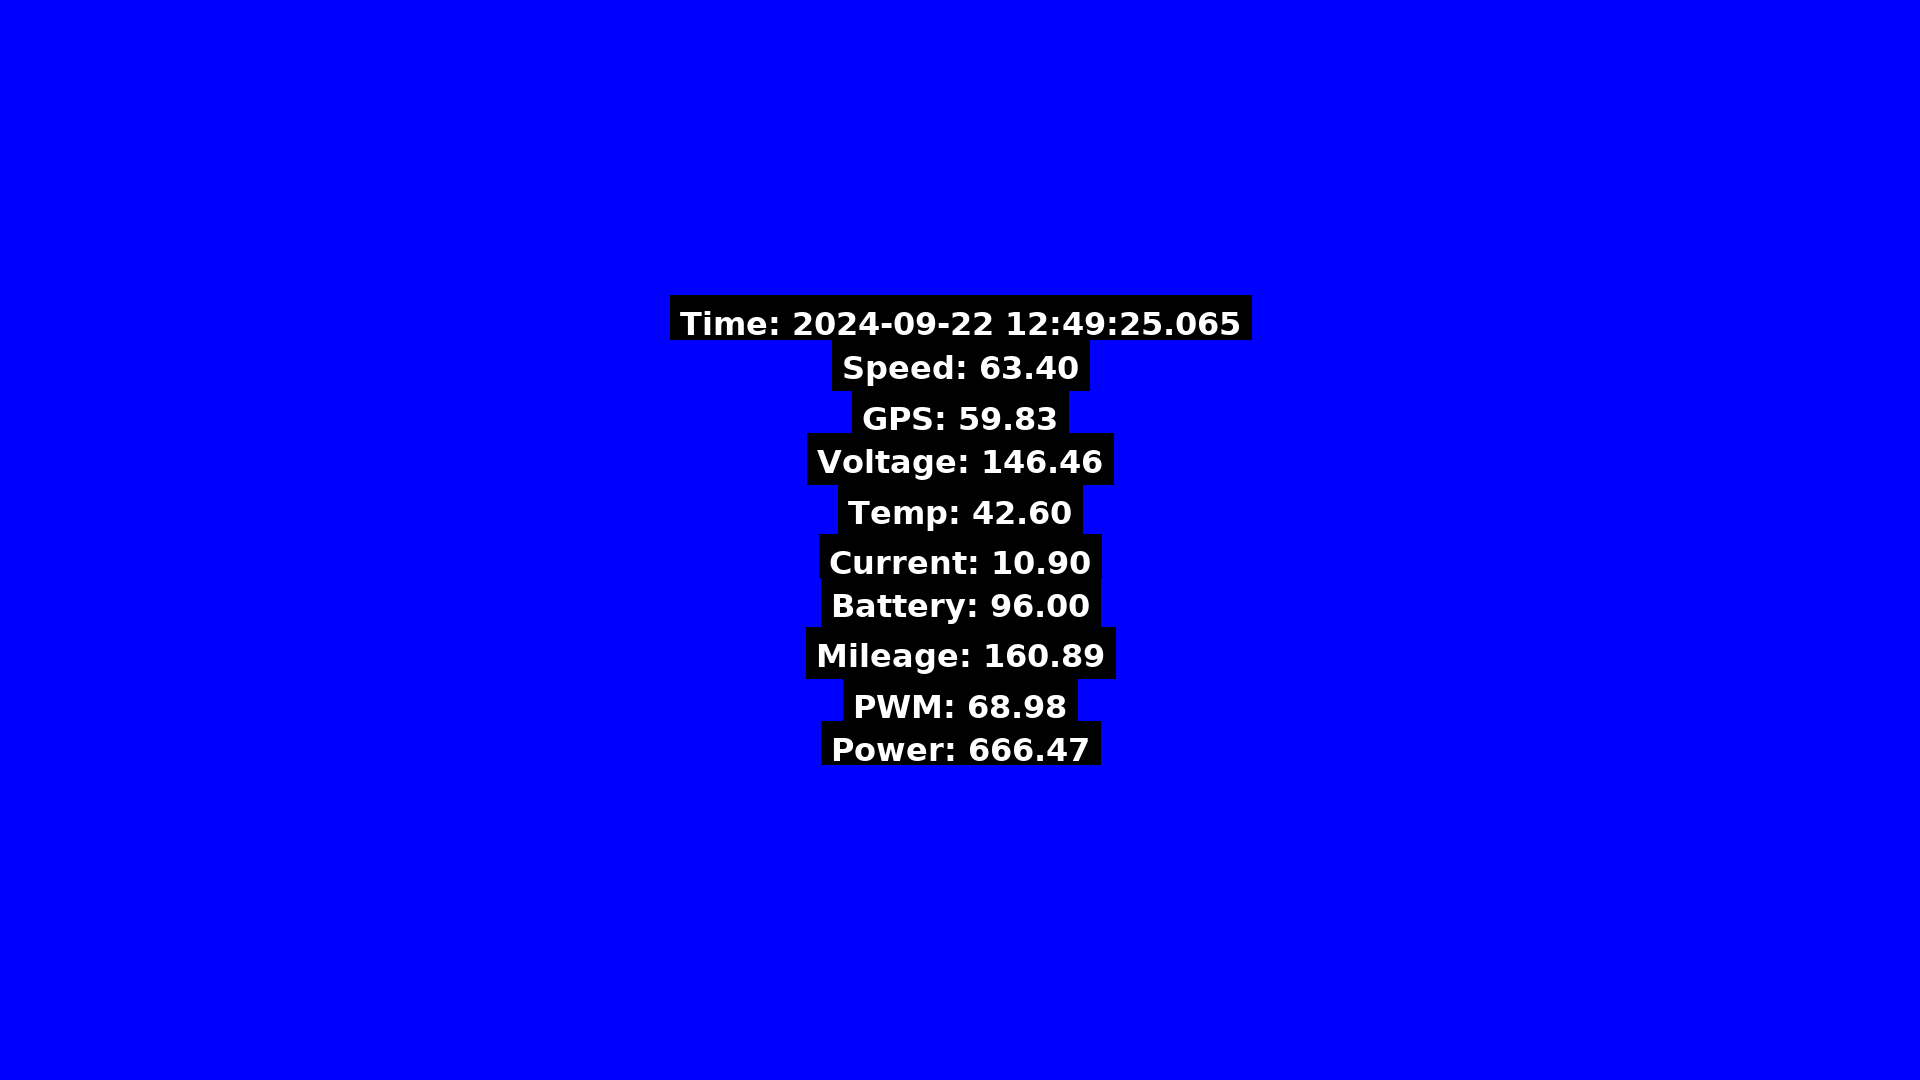 Time: 2024-09-22 12:49:25.065
Speed: 63.40
GPS: 59.83
Voltage: 146.46
Temp: 42.60
Current: 10.90
Battery: 96.00
Mileage: 160.89
PWM: 68.98
Power: 666.47